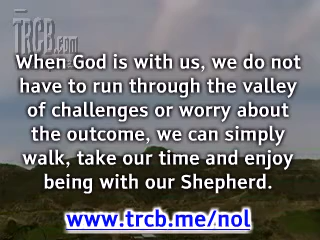 TRCB.com
When God is with us, we do not
have to run through the valley
of challenges or worry about
the outcome, we can simply
walk, take our time and enjoy
being with our Shepherd.
www.trcb.me/nol